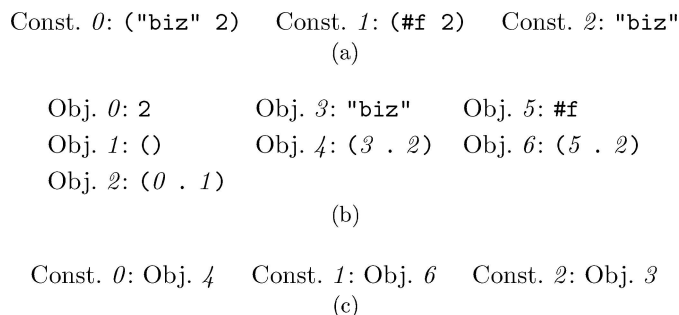 Const. 0: ("biz" 2) Const. 1: (#f 2) Const. 2: "biz"
(a)
Obj. 0: 2 Obj. 3: "biz" Obj. 5: #f
Obj. 1: () Obj. 4: (3 . 2) Obj. 6: (5 . 2)
Obj. 2: (0 . 1)
(b)
Const. 0: Obj. 4 Const. 1: Obj. 6 Const. 2: Obj. 3
(c)